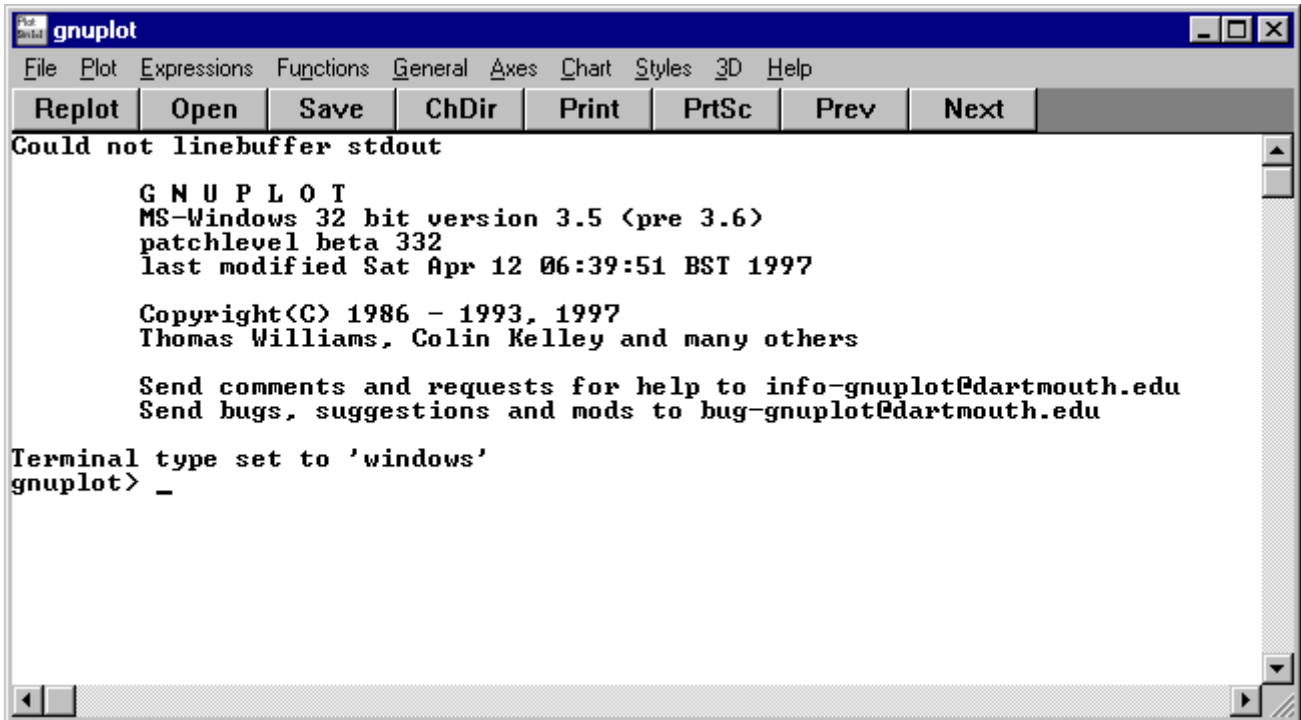 gnuplot
File Plot Expressions Functions General Axes Chart Styles 3D Help
Replot Open Save ChDir Print PrtSc Prev Next
Could not linebuffer stdout
G N U P L O T
MS-Windows 32 bit version 3.5 (pre 3.6)
patchlevel beta 332
last modified Sat Apr 12 06:39:51 BST 1997
Copyright(C) 1986 - 1993, 1997
Thomas Williams, Colin Kelley and many others
Send comments and requests for help to info-gnuplot@dartmouth.edu
Send bugs, suggestions and mods to bug-gnuplot@dartmouth.edu
Terminal type set to 'windows'
gnuplot> _